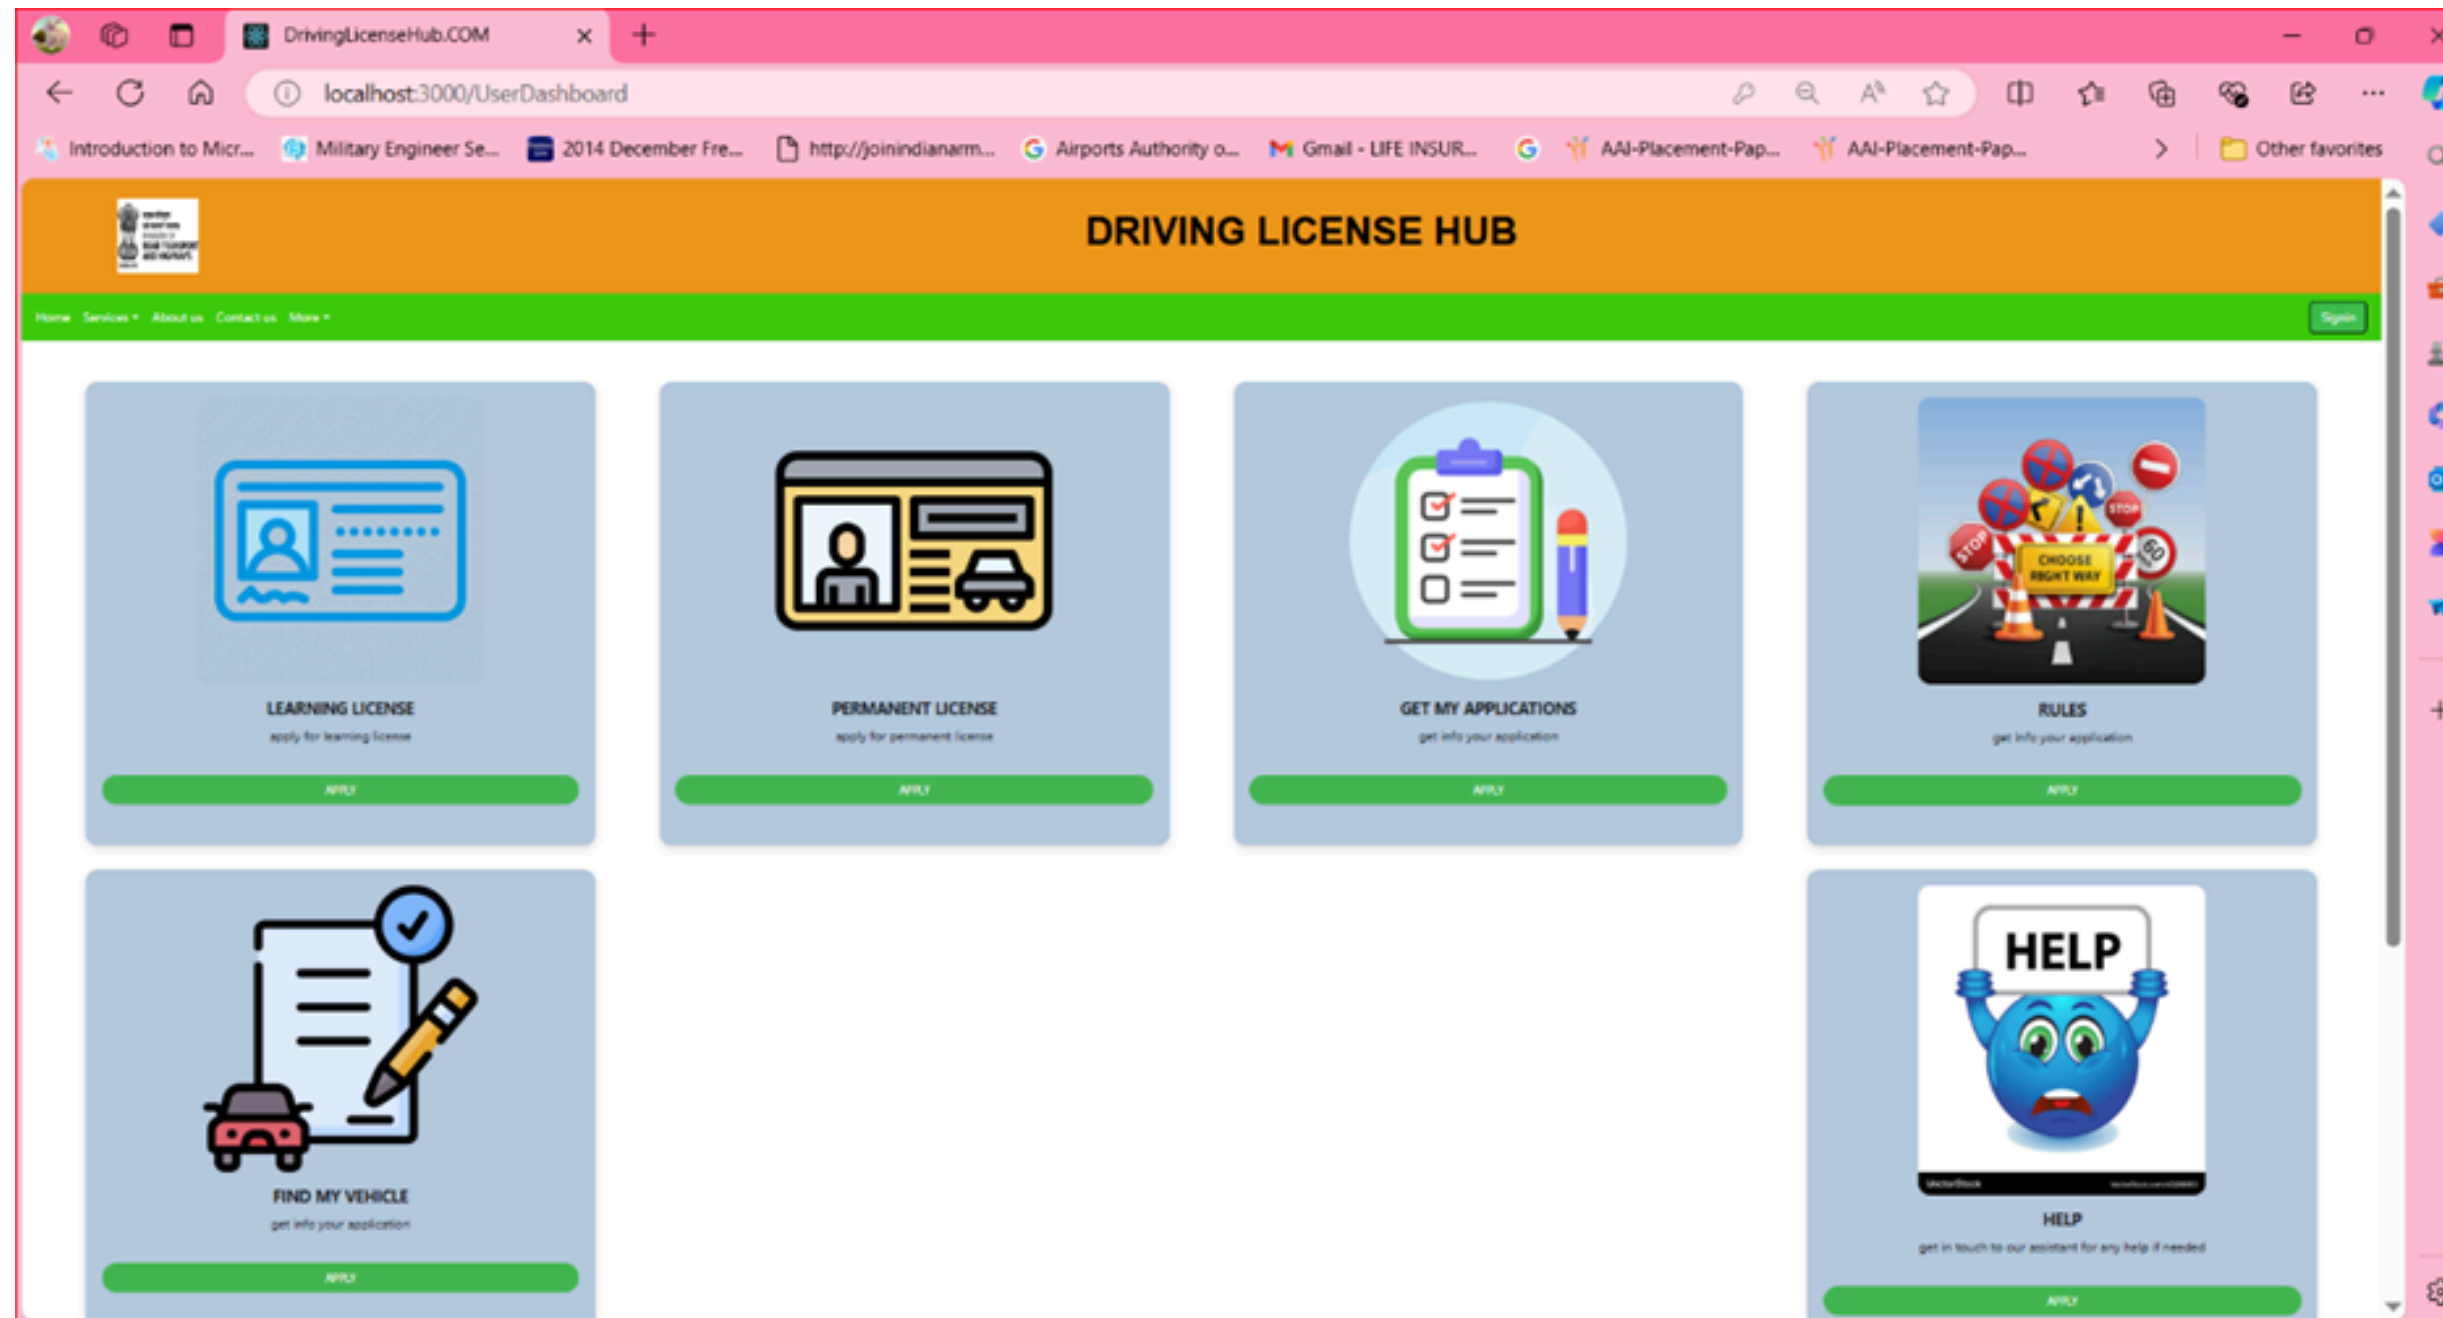 DrivingLicenseHub.COM
localhost:3000/UserDashboard
Introduction to Micr... Military Engineer Se... 2014 December Fre... http://joinindianarm... Airports Authority o... Gmail - LIFE INSUR... AAI-Placement-Pap... AAI-Placement-Pap... Other favorites
DRIVING LICENSE HUB
Home Services About us Contact us More Signin
CHOOSE
RIGHT WAY
STOP
STOP
60
LEARNING LICENSE
apply for learning license
APPLY
PERMANENT LICENSE
apply for permanent license
APPLY
GET MY APPLICATIONS
get info your application
APPLY
RULES
get info your application
APPLY
FIND MY VEHICLE
get info your application
APPLY
HELP
VectorStock
HELP
get in touch to our assistant for any help if needed
APPLY